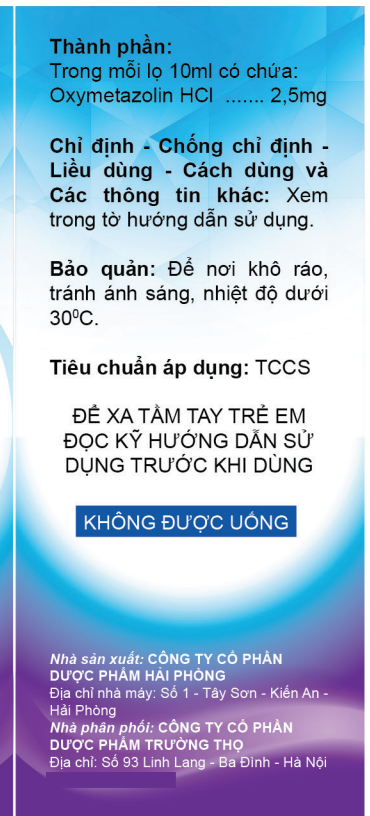 Thành phần:
Trong mỗi lọ 10ml có chứa:
Oxymetazolin HCl ....... 2,5mg
Chỉ định - Chống chỉ định -
Liều dùng - Cách dùng và
Các thông tin khác: Xem
trong tờ hướng dẫn sử dụng.
Bảo quản: Để nơi khô ráo,
tránh ánh sáng, nhiệt độ dưới
30⁰C.
Tiêu chuẩn áp dụng: TCCS
ĐỂ XA TẦM TAY TRẺ EM
ĐỌC KỸ HƯỚNG DẪN SỬ
DỤNG TRƯỚC KHI DÙNG
KHÔNG ĐƯỢC UỐNG
Nhà sản xuất: CÔNG TY CỔ PHẦN
DƯỢC PHẨM HẢI PHÒNG
Địa chỉ nhà máy: Số 1 - Tây Sơn - Kiến An -
Hải Phòng
Nhà phân phối: CÔNG TY CỔ PHẦN
DƯỢC PHẨM TRƯỜNG THỌ
Địa chỉ: Số 93 Linh Lang - Ba Đình - Hà Nội